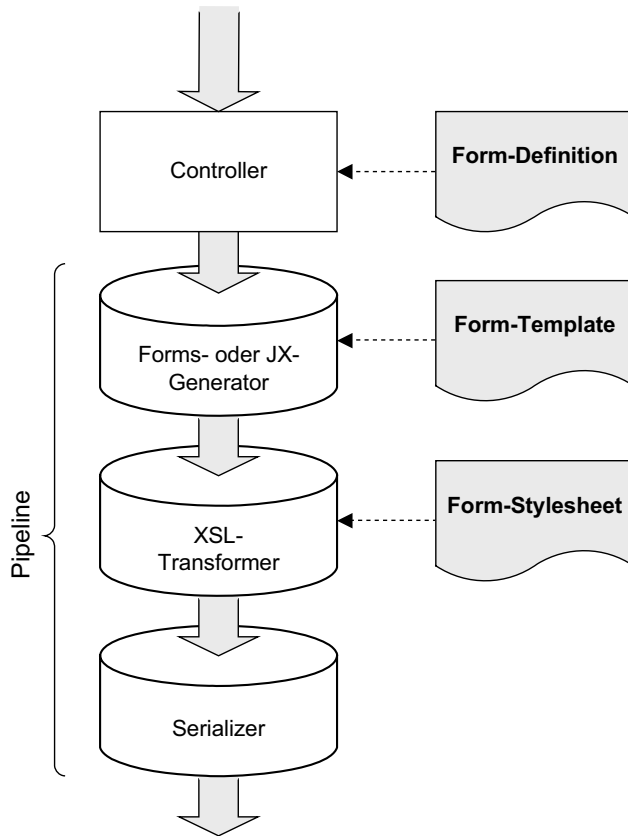 Controller
Form-Definition
Forms- oder JX-
Generator
Form-Template
XSL-
Transformer
Form-Stylesheet
Serializer
Pipeline